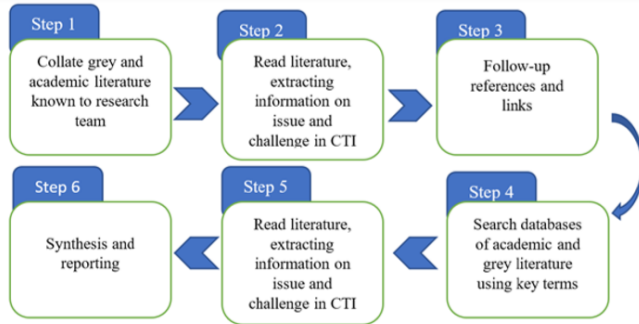 Step 1
Collate grey and
academic literature
known to research
team
Step 2
Read literature,
extracting
information on
issue and
challenge in CTI
Step 3
Follow-up
references and
links
Step 4
Search databases
of academic and
grey literature
using key terms
Step 5
Read literature,
extracting
information on
issue and
challenge in CTI
Step 6
Synthesis and
reporting